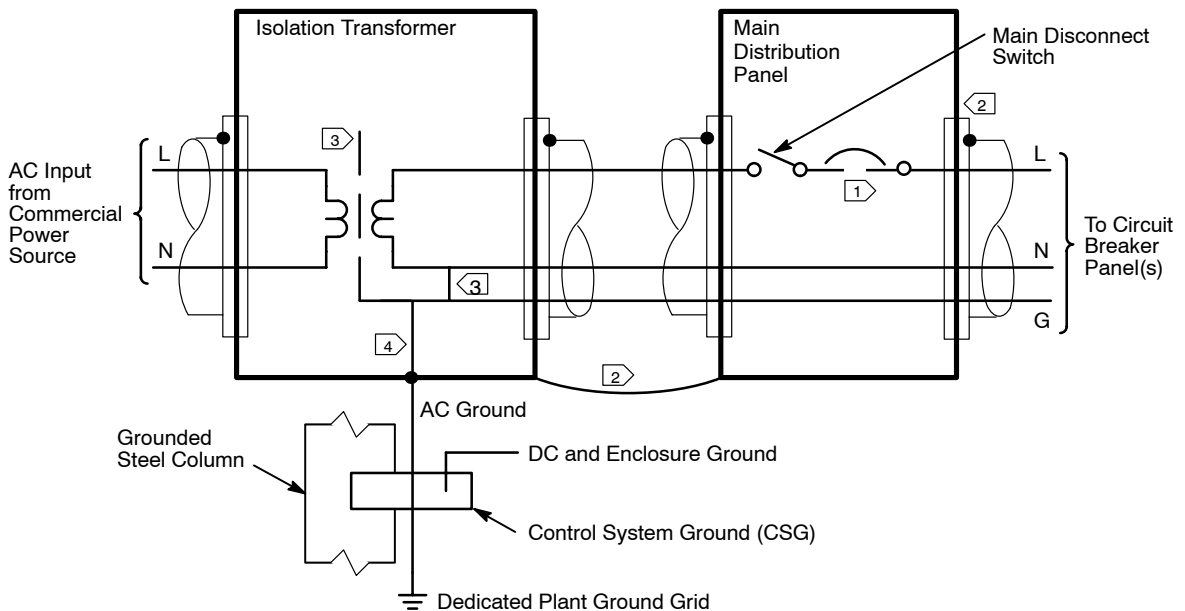 Isolation Transformer
Main
Distribution
Panel
Main Disconnect
Switch
2
3
L
AC Input
from
Commercial
Power
Source
N
1
L
To Circuit
Breaker
Panel(s)
N
3
G
4
2
AC Ground
Grounded
Steel Column
DC and Enclosure Ground
Control System Ground (CSG)
Dedicated Plant Ground Grid